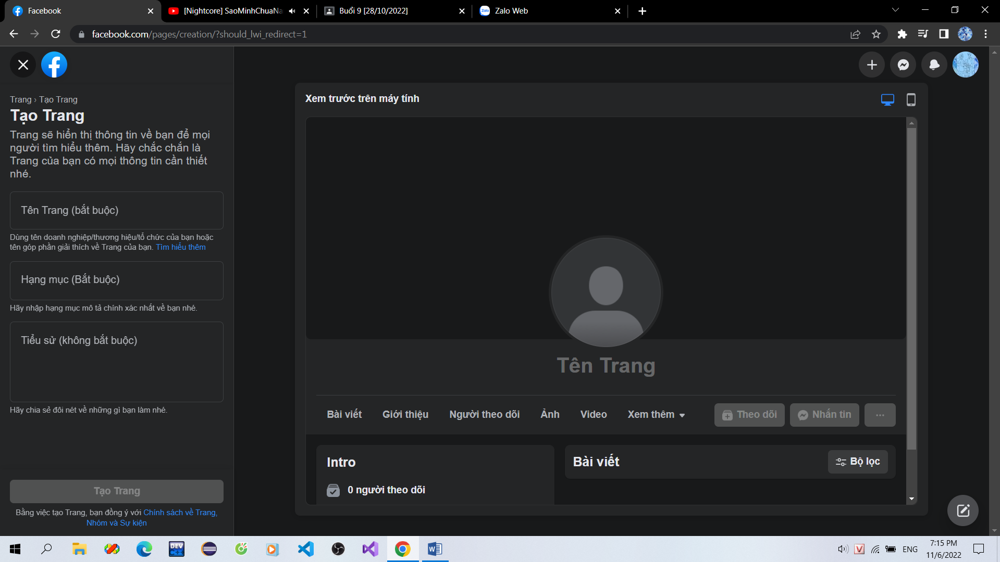 Facebook
[Nightcore] SaoMinhChuaNa
Buổi 9 [28/10/2022]
Zalo Web
facebook.com/pages/creation/?should_lwi_redirect=1
Trang › Tạo Trang
Tạo Trang
Trang sẽ hiển thị thông tin về bạn để mọi
người tìm hiểu thêm. Hãy chắc chắn là
Trang của bạn có mọi thông tin cần thiết
nhé.
Tên Trang (bắt buộc)
Dùng tên doanh nghiệp/thương hiệu/tổ chức của bạn hoặc
tên góp phần giải thích về Trang của bạn. Tìm hiểu thêm
Hạng mục (Bắt buộc)
Hãy nhập hạng mục mô tả chính xác nhất về bạn nhé.
Tiểu sử (không bắt buộc)
Hãy chia sẻ đôi nét về những gì bạn làm nhé.
Tạo Trang
Bằng việc tạo Trang, bạn đồng ý với Chính sách về Trang,
Nhóm và Sự kiện
Xem trước trên máy tính
Tên Trang
Bài viết
Giới thiệu
Người theo dõi
Ảnh
Video
Xem thêm
Theo dõi
Nhắn tin
Intro
0 người theo dõi
Bài viết
Bộ lọc
Zalo
DEV
C++
W
V
ENG
7:15 PM
11/6/2022